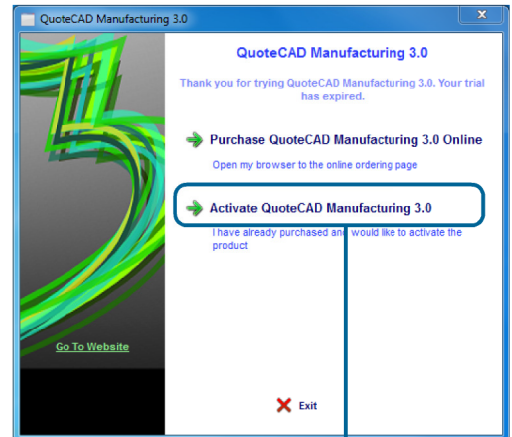 QuoteCAD Manufacturing 3.0
x
QuoteCAD Manufacturing 3.0
Thank you for trying QuoteCAD Manufacturing 3.0. Your trial
has expired.
Purchase QuoteCAD Manufacturing 3.0 Online
Open my browser to the online ordering page
Activate QuoteCAD Manufacturing 3.0
I have already purchased and would like to activate the
product
Go To Website
Exit